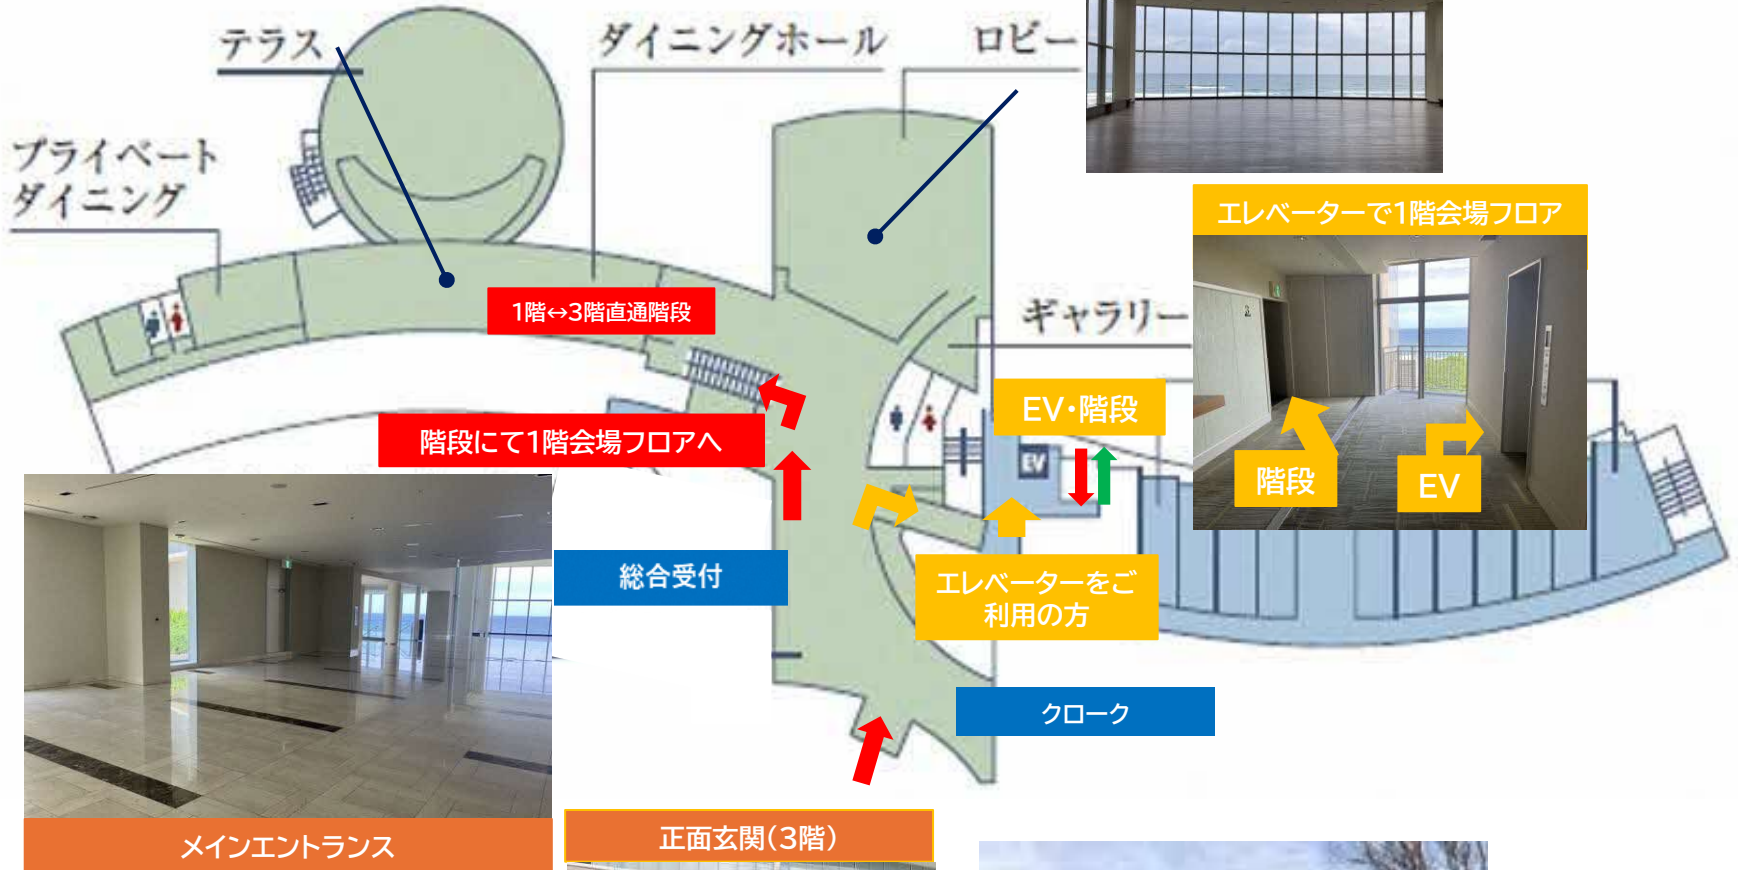 テラス
ダイニングホール
ロビー
プライベート
ダイニング
エレベーターで1階会場フロア
1階↔3階直通階段
ギャラリー
EV・階段
階段にて1階会場フロアへ
EV
階段
EV
総合受付
エレベーターをご
利用の方
クローク
メインエントランス
正面玄関(3階)